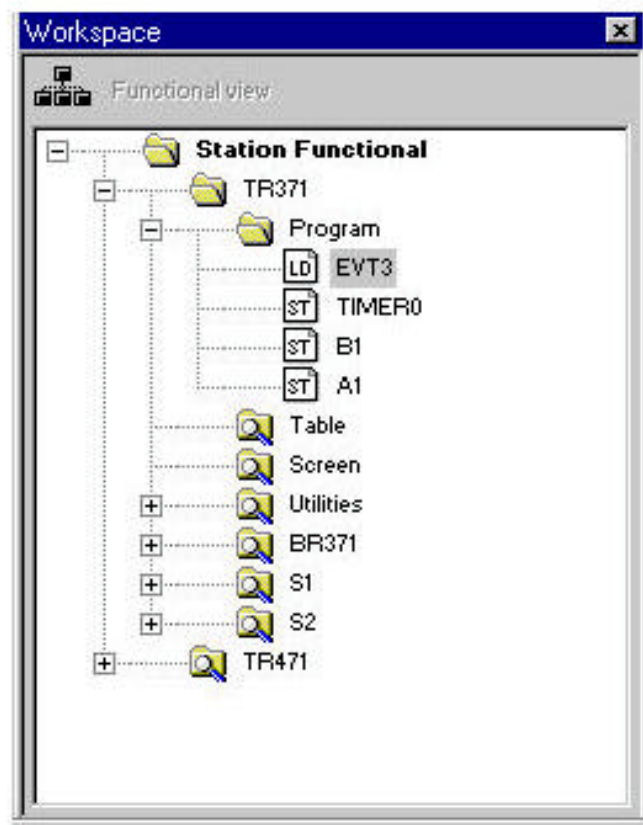 Workspace
Functional view
Station Functional
TR371
Program
LD EVT3
ST TIMER0
ST B1
ST A1
Table
Screen
Utilities
BR371
S1
S2
TR471